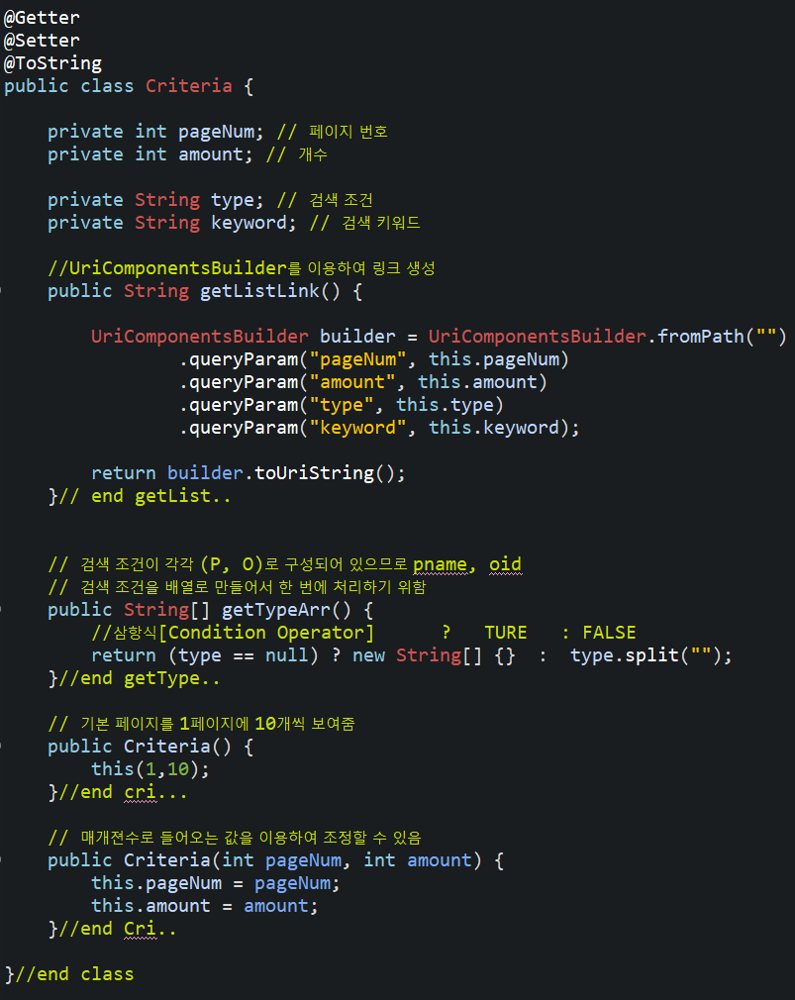 @Getter
@Setter
@ToString
public class Criteria {
private int pageNum; // 페이지 번호
private int amount; // 개수
private String type; // 검색 조건
private String keyword; // 검색 키워드
//UriComponentsBuilder를 이용하여 링크 생성
public String getListLink() {
UriComponentsBuilder builder = UriComponentsBuilder.fromPath("")
.queryParam("pageNum", this.pageNum)
.queryParam("amount", this.amount)
.queryParam("type", this.type)
.queryParam("keyword", this.keyword);
return builder.toUriString();
}// end getList..
// 검색 조건이 각각 (P, O)로 구성되어 있으므로 pname, oid
// 검색 조건을 배열로 만들어서 한 번에 처리하기 위함
public String[] getTypeArr() {
//삼항식[Condition Operator] ? TURE : FALSE
return (type == null) ? new String[] {} : type.split("");
}//end getType..
// 기본 페이지를 1페이지에 10개씩 보여줌
public Criteria() {
this(1,10);
}//end cri...
// 매개젼수로 들어오는 값을 이용하여 조정할 수 있음
public Criteria(int pageNum, int amount) {
this.pageNum = pageNum;
this.amount = amount;
}//end Cri..
}//end class